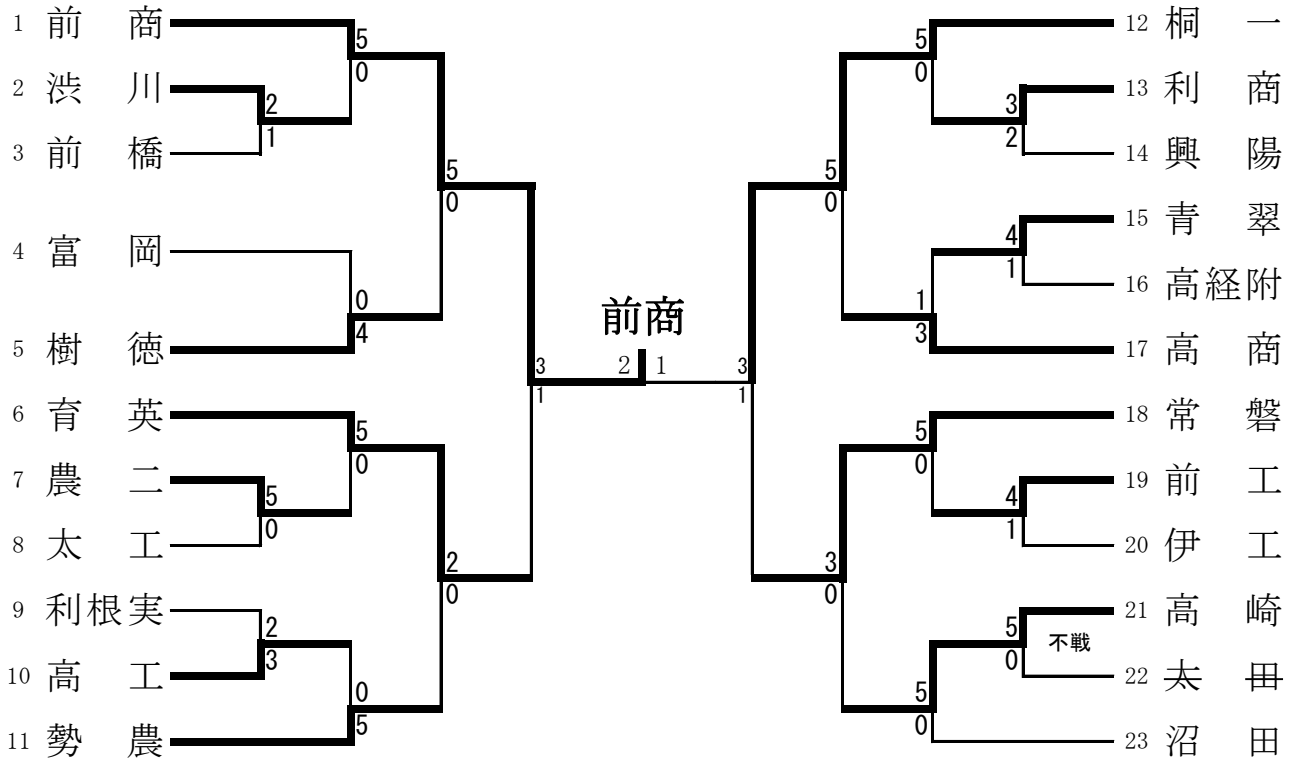 1 前 商
2 渋 川
3 前 橋
4 富 岡
5 樹 徳
6 育 英
7 農 二
8 太 工
9 利根実
10 高 工
11 勢 農
5
0
2
1
5
0
0
4
3
1
5
0
5
0
2
0
2
3
0
5
前商
2 1
5
0
3
2
5
0
4
1
1
3
3
1
5
0
4
1
3
0
5
0
不戦
5
0
12 桐 一
13 利 商
14 興 陽
15 青 翠
16 高経附
17 高 商
18 常 磐
19 前 工
20 伊 工
21 高 崎
22 太 田
23 沼 田